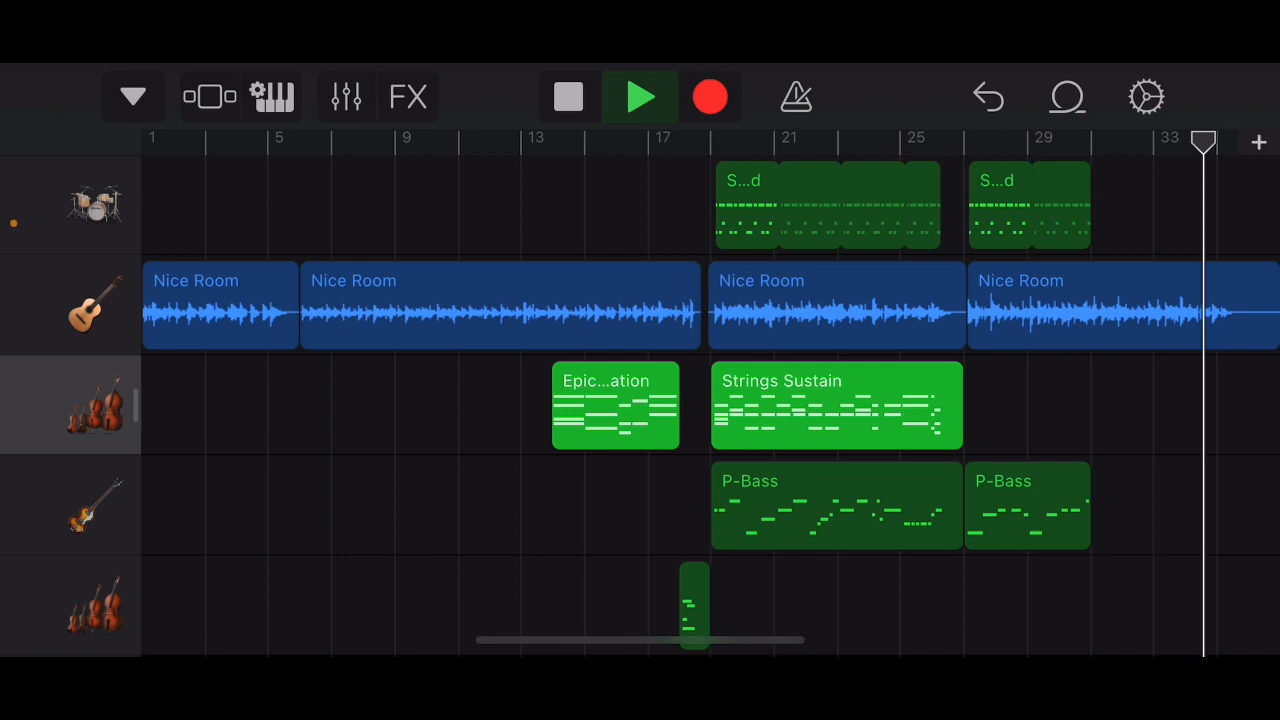 FX
1 5 9 13 17 21 25 29 33 +
S...d S...d
Nice Room Nice Room Nice Room Nice Room
Epic...ation Strings Sustain
P-Bass P-Bass